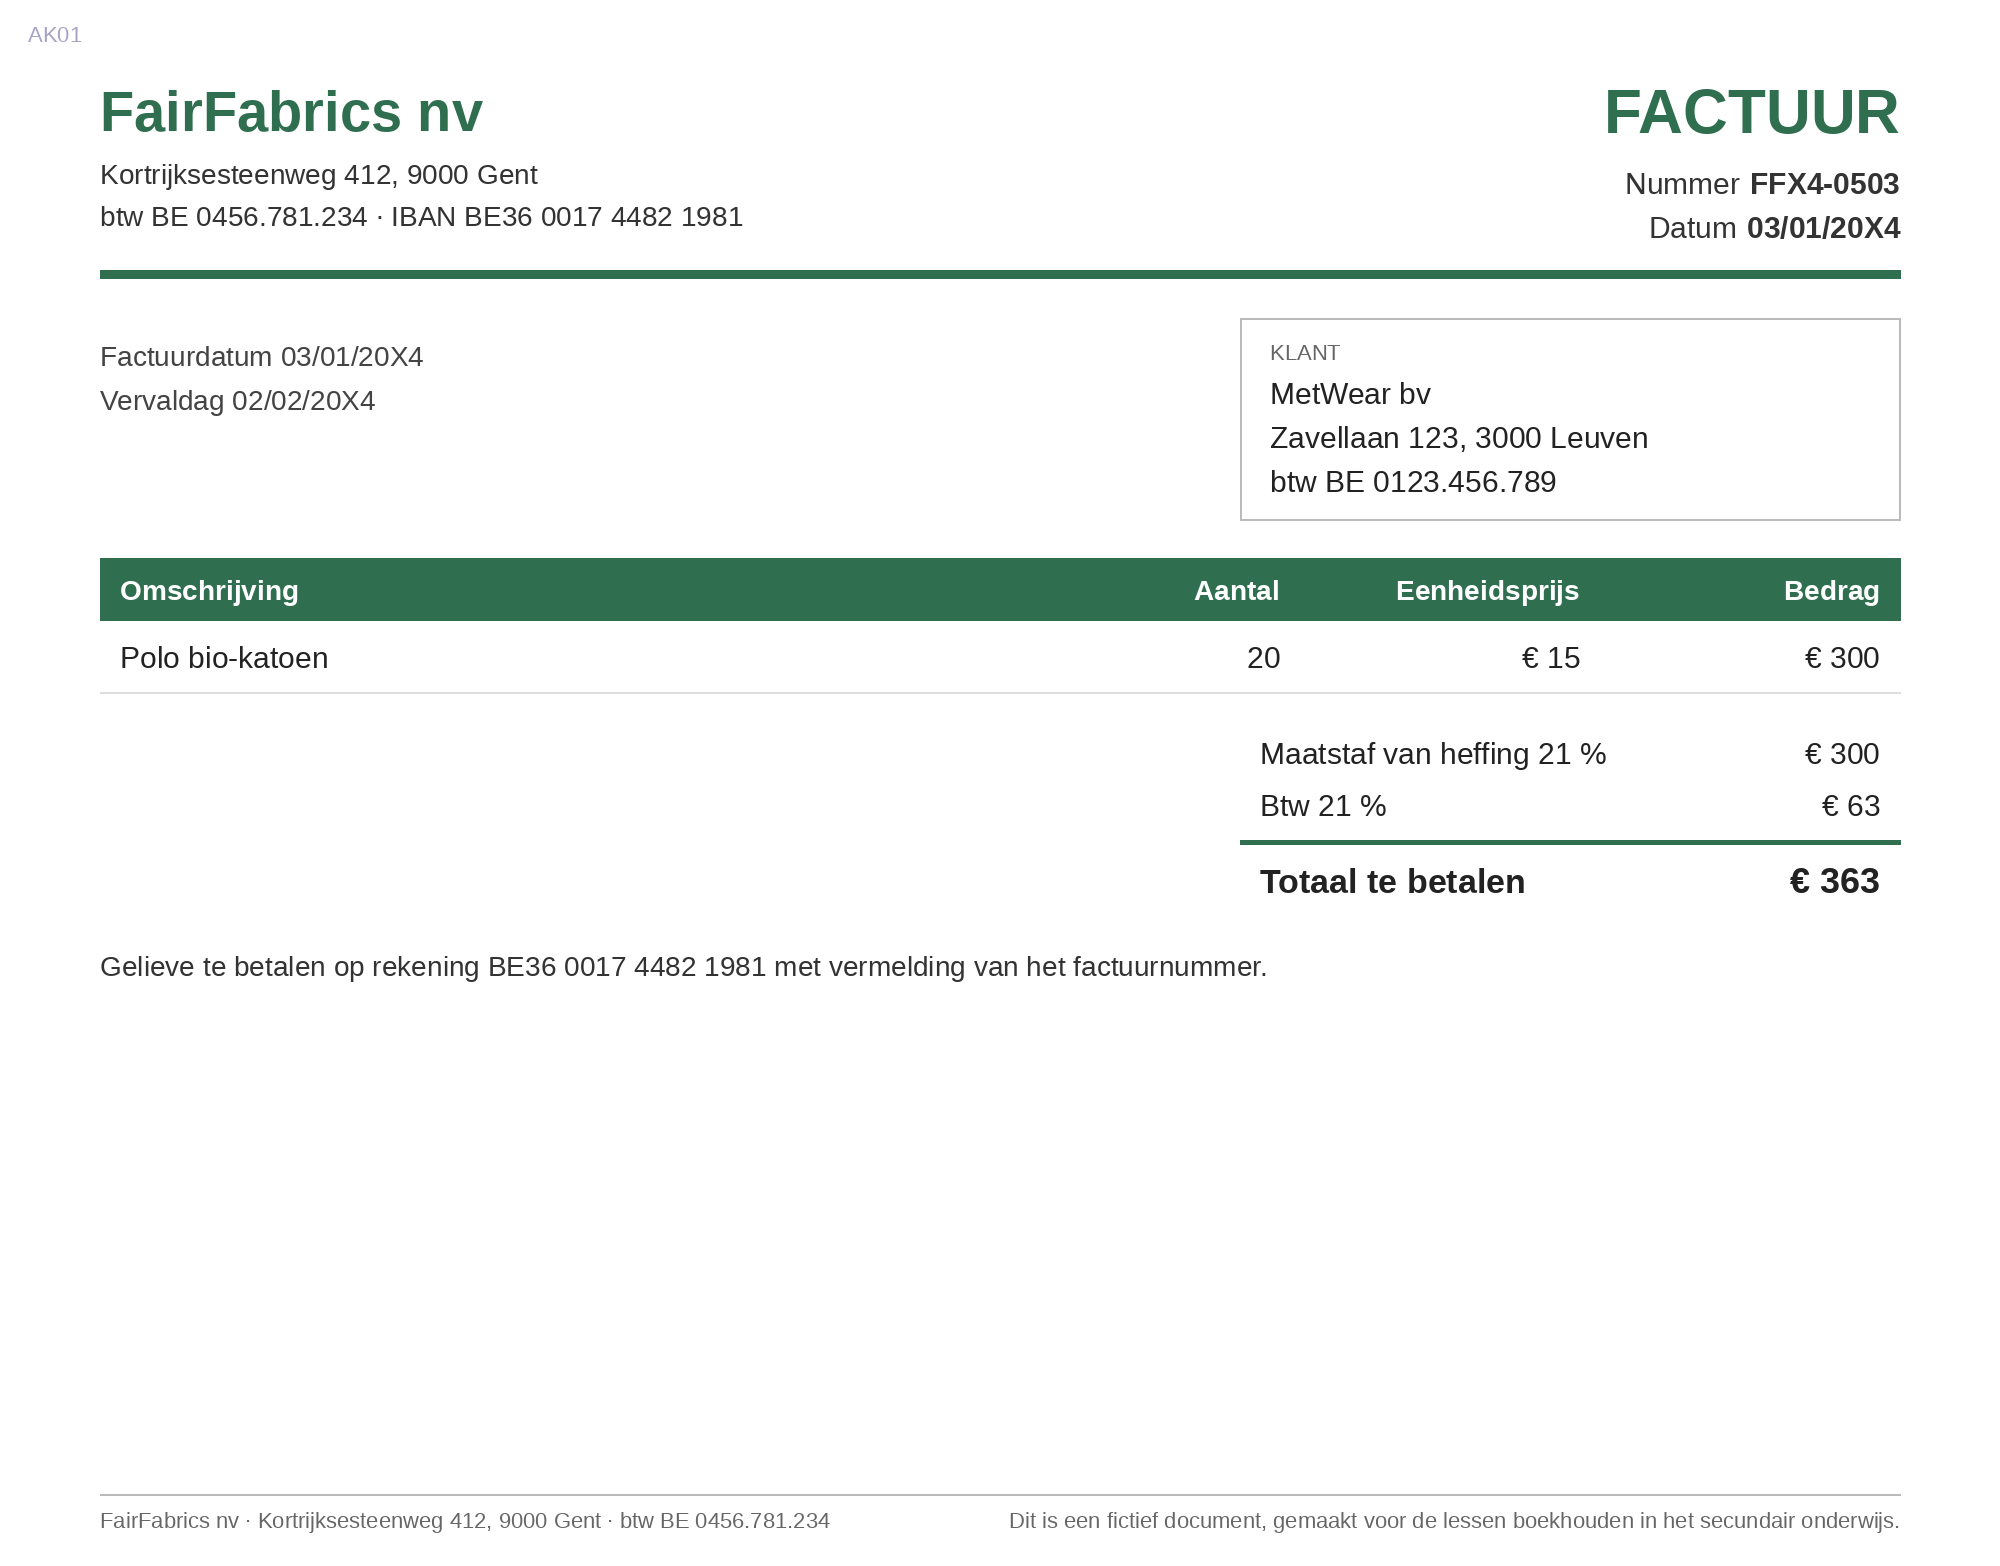 AK01
FairFabrics nv
Kortrijksesteenweg 412, 9000 Gent
btw BE 0456.781.234 · IBAN BE36 0017 4482 1981
FACTUUR
Nummer FFX4-0503
Datum 03/01/20X4
Factuurdatum 03/01/20X4
Vervaldag 02/02/20X4
KLANT
MetWear bv
Zavellaan 123, 3000 Leuven
btw BE 0123.456.789
Omschrijving Aantal Eenheidsprijs Bedrag
Polo bio-katoen 20 € 15 € 300
Maatstaf van heffing 21 % € 300
Btw 21 % € 63
Totaal te betalen € 363
Gelieve te betalen op rekening BE36 0017 4482 1981 met vermelding van het factuurnummer.
FairFabrics nv · Kortrijksesteenweg 412, 9000 Gent · btw BE 0456.781.234 Dit is een fictief document, gemaakt voor de lessen boekhouden in het secundair onderwijs.